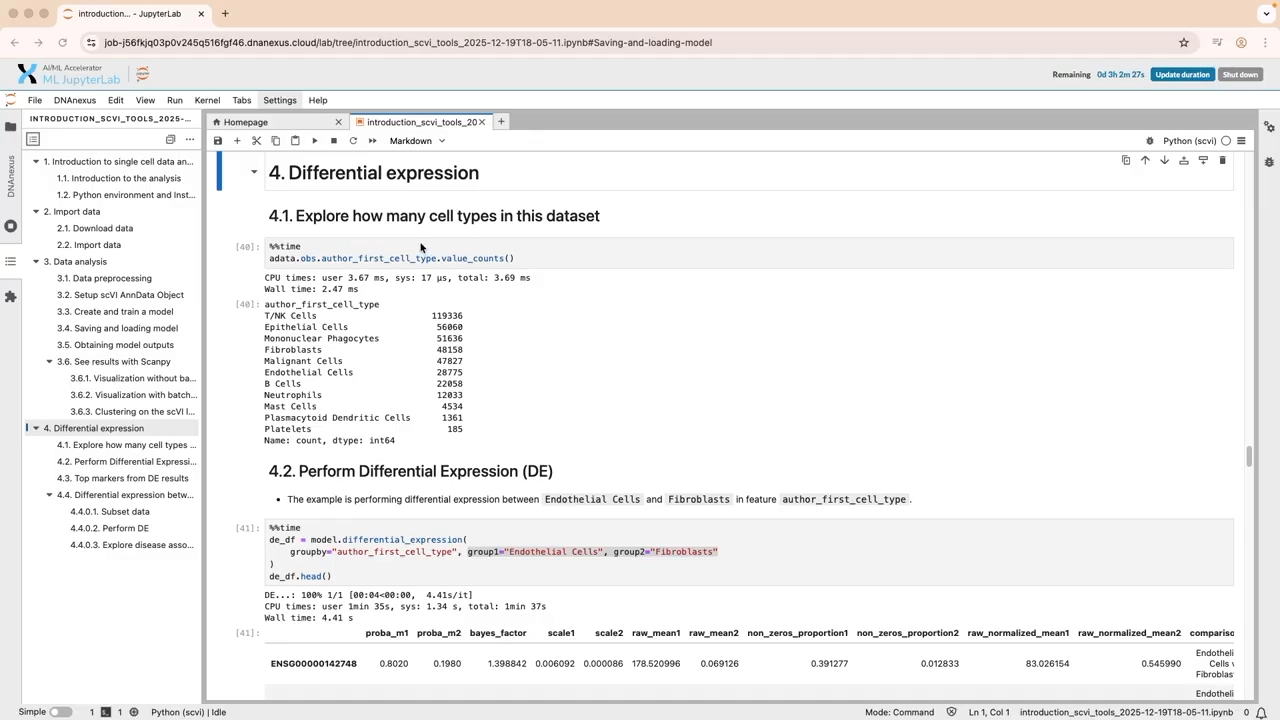 introduction... - JupyterLab
job-j56fkjq03p0v245q516fgf46.dnanexus.cloud/lab/tree/introduction_scvi_tools_2025-12-19T18-05-11.ipynb#Saving-and-loading-model
AI/ML Accelerator
ML JupyterLab
Remaining 0d 3h 2m 27s Update duration Shut down
File DNAnexus Edit View Run Kernel Settings Tabs Help
INTRODUCTION_SCVI_TOOLS_2025-...
Homepage
introduction_scvi_tools_20
Markdown
Python (scvi)
DNAnexus
1. Introduction to single cell data an...
1.1. Introduction to the analysis
1.2. Python environment and Inst...
2. Import data
2.1. Download data
2.2. Import data
3. Data analysis
3.1. Data preprocessing
3.2. Setup scVI AnnData Object
3.3. Create and train a model
3.4. Saving and loading model
3.5. Obtaining model outputs
3.6. See results with Scanpy
3.6.1. Visualization without ba...
3.6.2. Visualization with batch...
3.6.3. Clustering on the scVI l...
4. Differential expression
4.1. Explore how many cell types ...
4.2. Perform Differential Expressi...
4.3. Top markers from DE results
4.4. Differential expression betw...
4.4.0.1. Subset data
4.4.0.2. Perform DE
4.4.0.3. Explore disease asso...
4. Differential expression
4.1. Explore how many cell types in this dataset
[40]: %%time
adata.obs.author_first_cell_type.value_counts()
CPU times: user 3.67 ms, sys: 17 µs, total: 3.69 ms
Wall time: 2.47 ms
[40]: author_first_cell_type
T/NK Cells 119336
Epithelial Cells 56060
Mononuclear Phagocytes 51636
Fibroblasts 48158
Malignant Cells 47827
Endothelial Cells 28775
B Cells 22058
Neutrophils 12033
Mast Cells 4534
Plasmacytoid Dendritic Cells 1361
Platelets 185
Name: count, dtype: int64
4.2. Perform Differential Expression (DE)
• The example is performing differential expression between Endothelial Cells and Fibroblasts in feature author_first_cell_type.
[41]: %%time
de_df = model.differential_expression(
groupby="author_first_cell_type", group1="Endothelial Cells", group2="Fibroblasts"
)
de_df.head()
DE...: 100% 1/1 [00:04<00:00, 4.41s/it]
CPU times: user 1min 35s, sys: 1.34 s, total: 1min 37s
Wall time: 4.41 s
[41]: proba_m1 proba_m2 bayes_factor scale1 scale2 raw_mean1 raw_mean2 non_zeros_proportion1 non_zeros_proportion2 raw_normalized_mean1 raw_normalized_mean2 compariso
ENSG00000142748 0.8020 0.1980 1.398842 0.006092 0.000086 178.520996 0.069126 0.391277 0.012833 83.026154 0.545990 Endotheli
Cells v
Fibroblas
Endotheli
Simple 1 1 Python (scvi) | Idle Mode: Command Ln 1, Col 1 introduction_scvi_tools_2025-12-19T18-05-11.ipynb 0